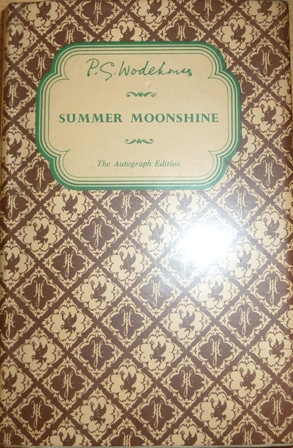 P.G. Wodehouse
SUMMER MOONSHINE
The Autograph Edition